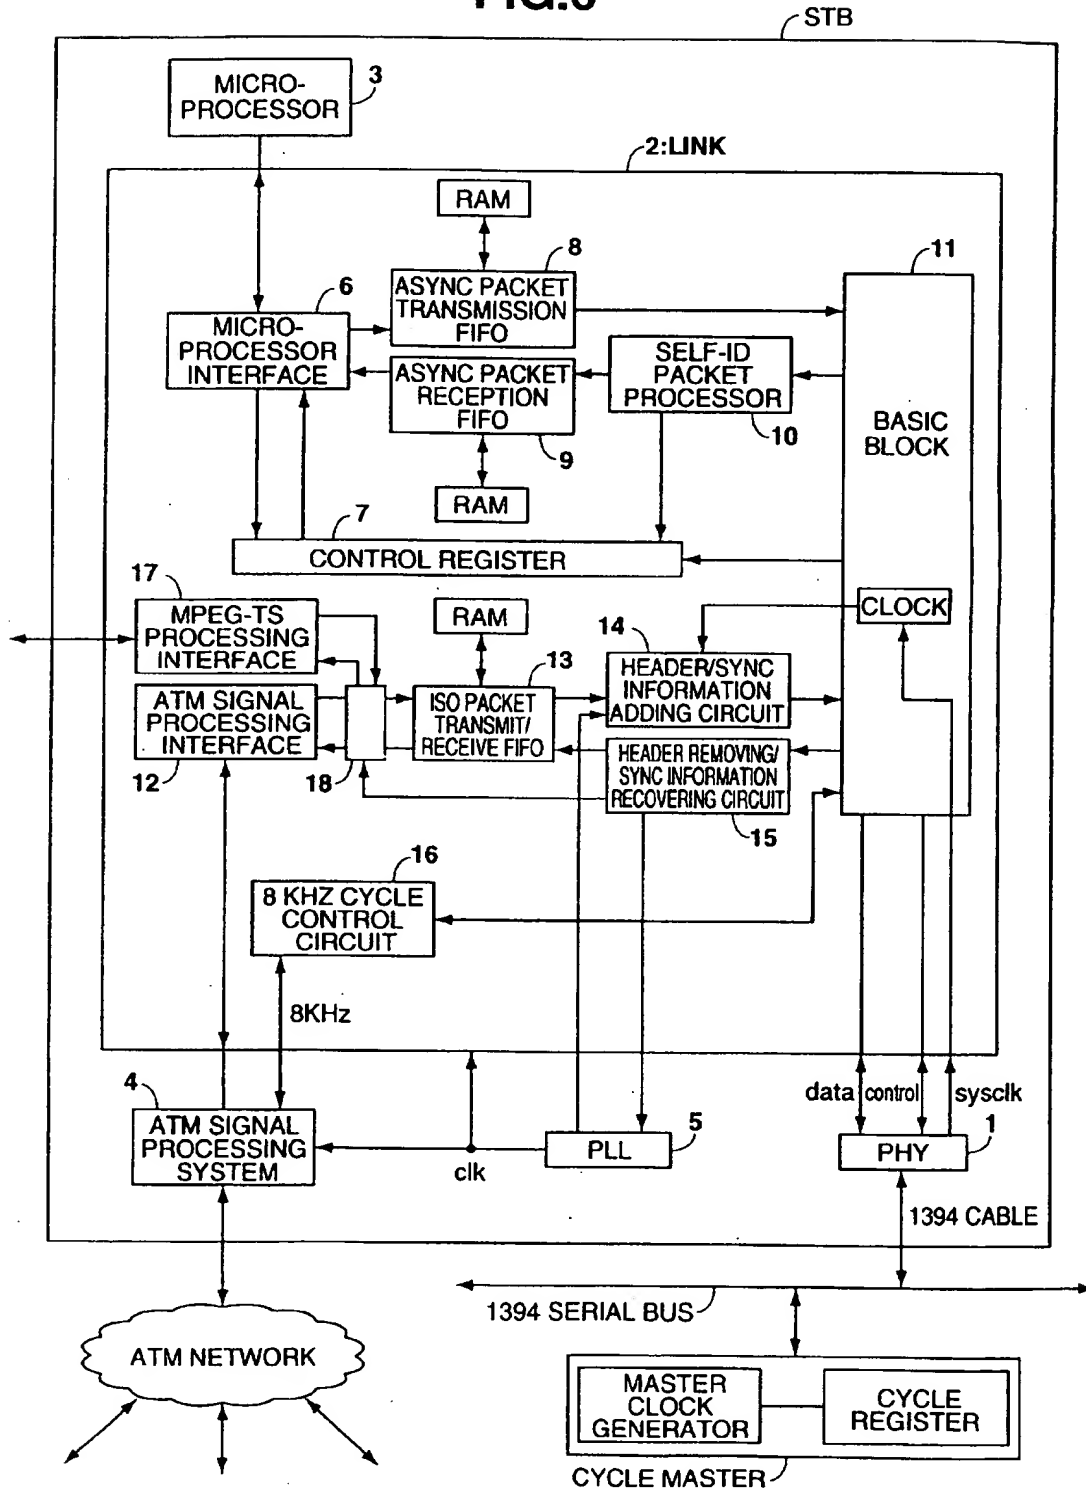 STB
MICRO-
PROCESSOR
3
2:LINK
RAM
8
11
ASYNC PACKET
TRANSMISSION
FIFO
6
MICRO-
PROCESSOR
INTERFACE
SELF-ID
PACKET
PROCESSOR
ASYNC PACKET
RECEPTION
FIFO
10
BASIC
BLOCK
9
RAM
7
CONTROL REGISTER
17
MPEG-TS
PROCESSING
INTERFACE
RAM
CLOCK
14
13
HEADER/SYNC
INFORMATION
ADDING CIRCUIT
ATM SIGNAL
PROCESSING
INTERFACE
ISO PACKET
TRANSMIT/
RECEIVE FIFO
HEADER REMOVING/
SYNC INFORMATION
RECOVERING CIRCUIT
12
18
15
16
8 KHZ CYCLE
CONTROL
CIRCUIT
8KHz
4
data
control
sysclk
ATM SIGNAL
PROCESSING
SYSTEM
clk
PLL
5
PHY
1
1394 CABLE
1394 SERIAL BUS
ATM NETWORK
MASTER
CLOCK
GENERATOR
CYCLE
REGISTER
CYCLE MASTER